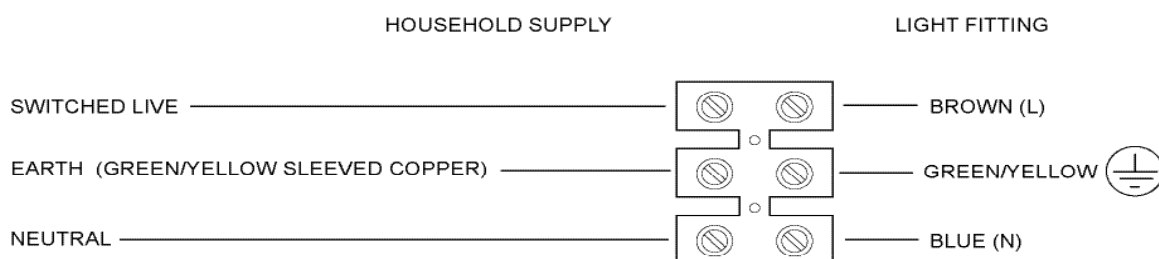 HOUSEHOLD SUPPLY LIGHT FITTING
SWITCHED LIVE BROWN (L)
EARTH (GREEN/YELLOW SLEEVED COPPER) GREEN/YELLOW
NEUTRAL BLUE (N)